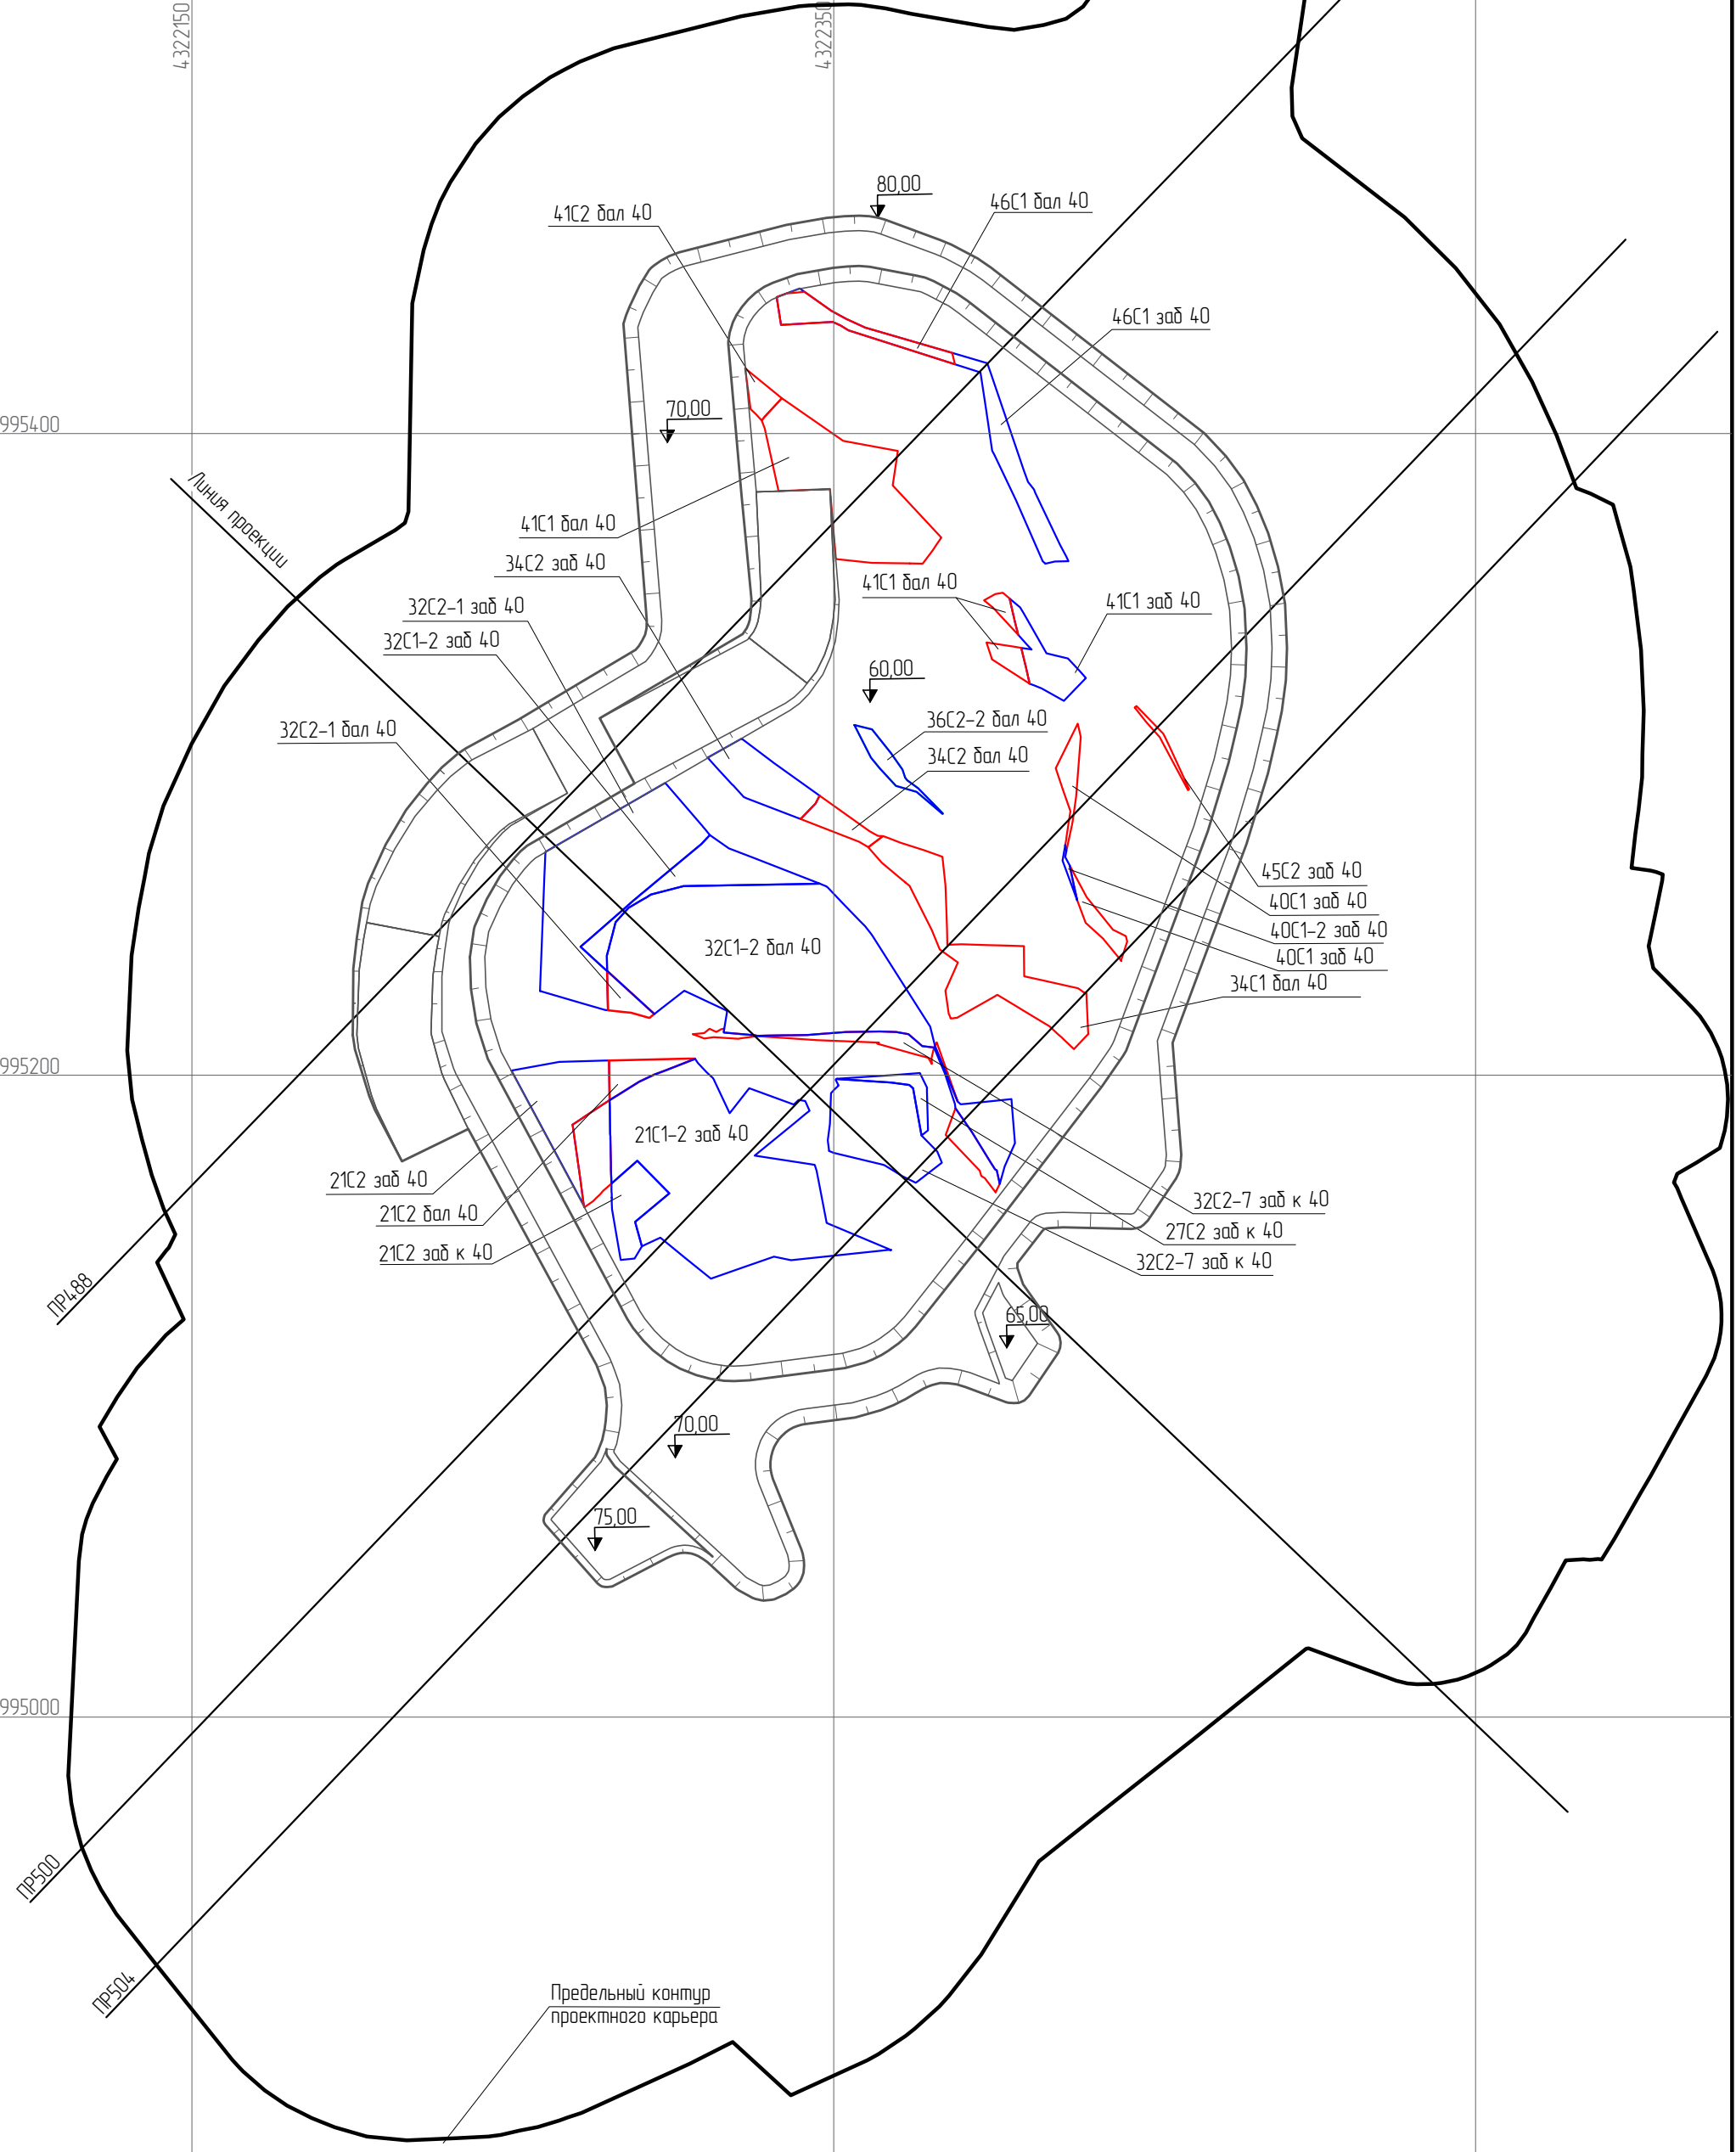 4322150
4322350
80,00
46С1 бал 40
41С2 бал 40
46С1 заб 40
70,00
995400
Линия проекции
41С1 бал 40
34С2 заб 40
41С1 бал 40
41С1 заб 40
32С2-1 заб 40
32С1-2 заб 40
60,00
36С2-2 бал 40
32С2-1 бал 40
34С2 бал 40
45С2 заб 40
40С1 заб 40
40С1-2 заб 40
32С1-2 бал 40
40С1 заб 40
34С1 бал 40
995200
21С1-2 заб 40
21С2 заб 40
32С2-7 заб к 40
21С2 бал 40
27С2 заб к 40
21С2 заб к 40
32С2-7 заб к 40
ПР488
65,00
70,00
75,00
995000
ПР500
ПР504
Предельный контур
проектного карьера